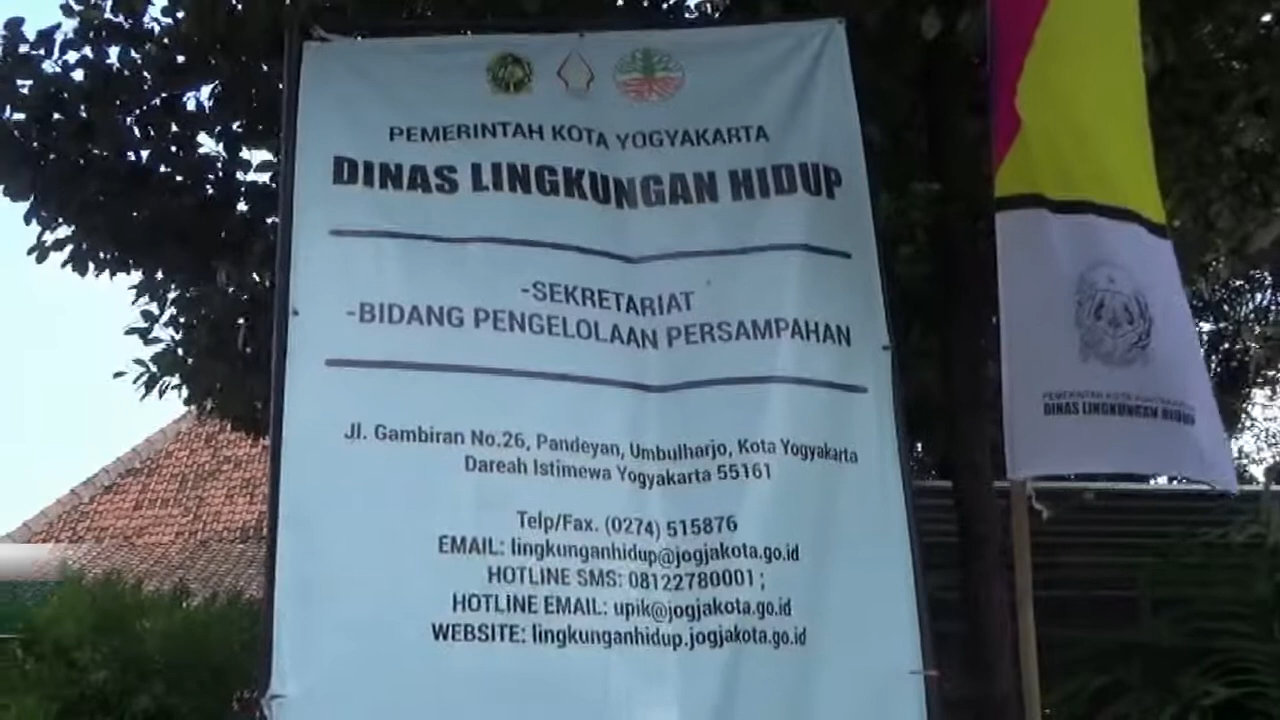 PEMERINTAH KOTA YOGYAKARTA
DINAS LINGKUNGAN HIDUP
-SEKRETARIAT
-BIDANG PENGELOLAAN PERSAMPAHAN
Jl. Gambiran No.26, Pandeyan, Umbulharjo, Kota Yogyakarta
Dareah Istimewa Yogyakarta 55161
Telp/Fax. (0274) 515876
EMAIL: lingkunganhidup@jogjakota.go.id
HOTLINE SMS: 08122780001 ;
HOTLINE EMAIL: upik@jogjakota.go.id
WEBSITE: lingkunganhidup.jogjakota.go.id
PEMERINTAH KOTA
DINAS LINGKUNGAN HIDUP